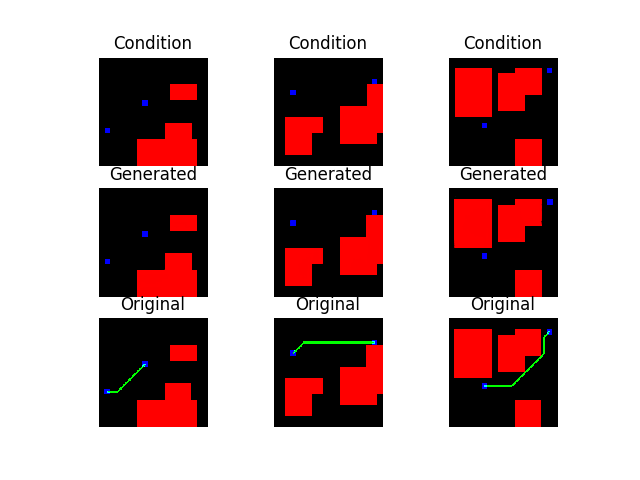 Condition Condition Condition
Generated Generated Generated
Original Original Original